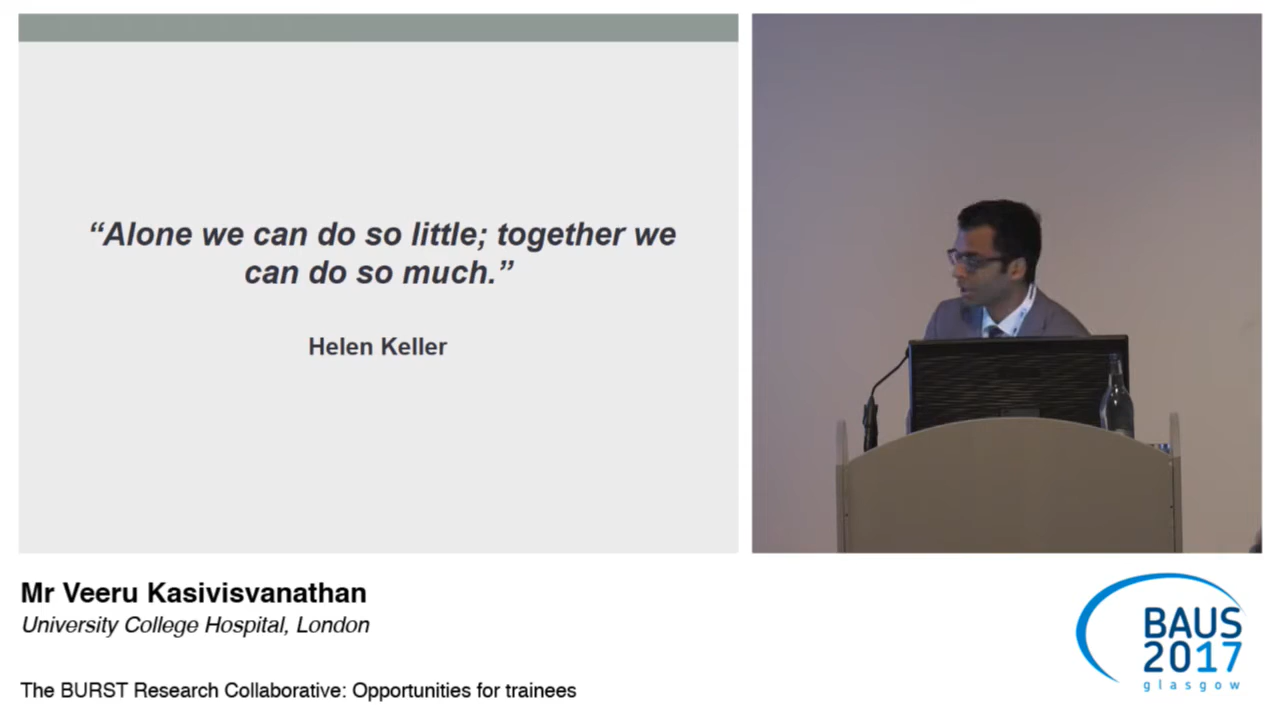 “Alone we can do so little; together we
can do so much.”
Helen Keller
Mr Veeru Kasivisvanathan
University College Hospital, London
The BURST Research Collaborative: Opportunities for trainees
BAUS
2017
glasgow